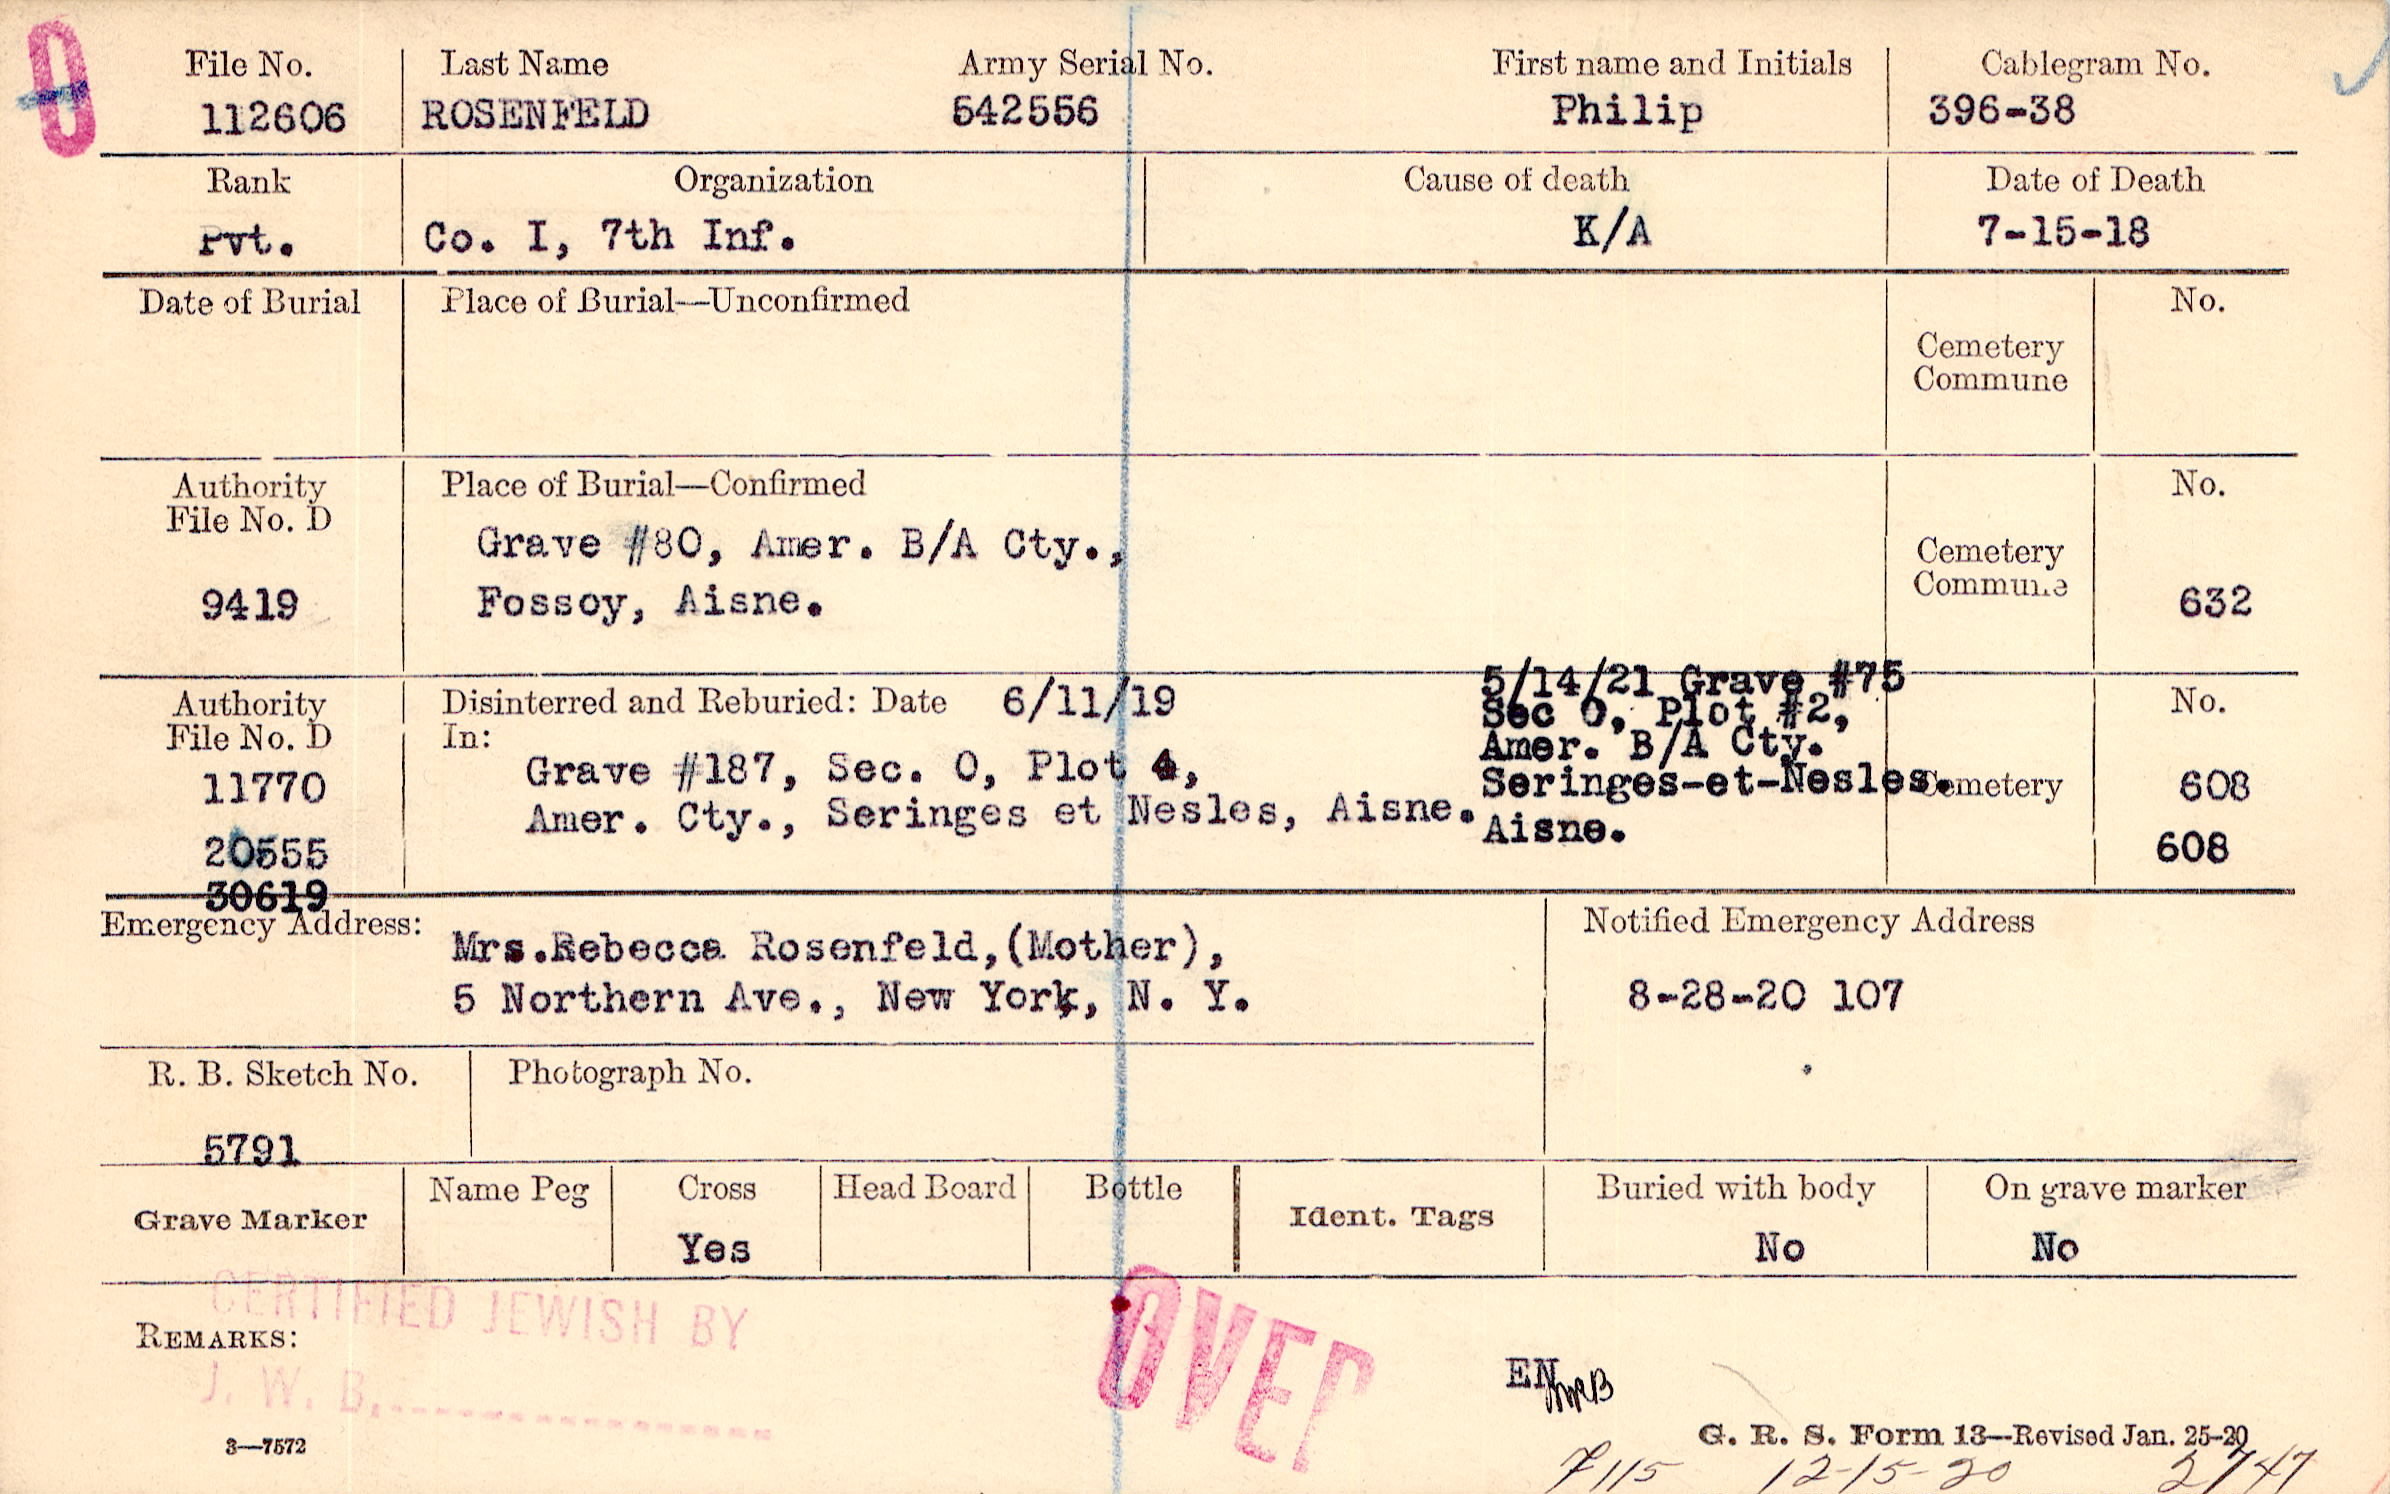 0
File No. Last Name Army Serial No. First name and Initials Cablegram No.
112606 ROSENFELD 542556 Philip 396-38
Rank Organization Cause of death Date of Death
Pvt. Co. I, 7th Inf. K/A 7-15-18
Date of Burial Place of Burial—Unconfirmed No.
Cemetery
Commune
Authority Place of Burial—Confirmed No.
File No. D
Grave #80, Amer. B/A Cty., Cemetery
Commune
9419 Fossoy, Aisne. 632
Authority Disinterred and Reburied: Date 6/11/19 5/14/21 Grave #75 No.
File No. D In: Sec O, Plot #2,
Amer. B/A Cty.
11770 Grave #187, Sec. O, Plot 4, Seringes-et-Nesles. Cemetery 608
Amer. Cty., Seringes et Nesles, Aisne. Aisne.
20555 608
30619
Emergency Address: Notified Emergency Address
Mrs.Rebecca Rosenfeld,(Mother),
5 Northern Ave., New York, N. Y. 8-28-20 107
R. B. Sketch No. Photograph No.
5791
Grave Marker Name Peg Cross Head Board Bottle Ident. Tags Buried with body On grave marker
Yes No No
CERTIFIED JEWISH BY
REMARKS:
J. W. B. OVER
EN
3—7572 G. R. S. Form 13—Revised Jan. 25-20
7115 12-15-20 2747